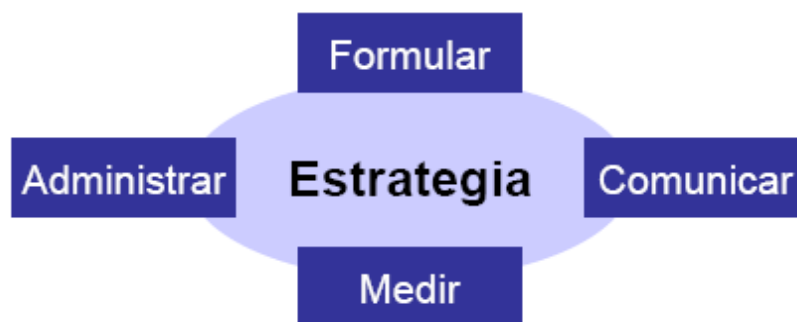 Formular
Administrar
Estrategia
Comunicar
Medir